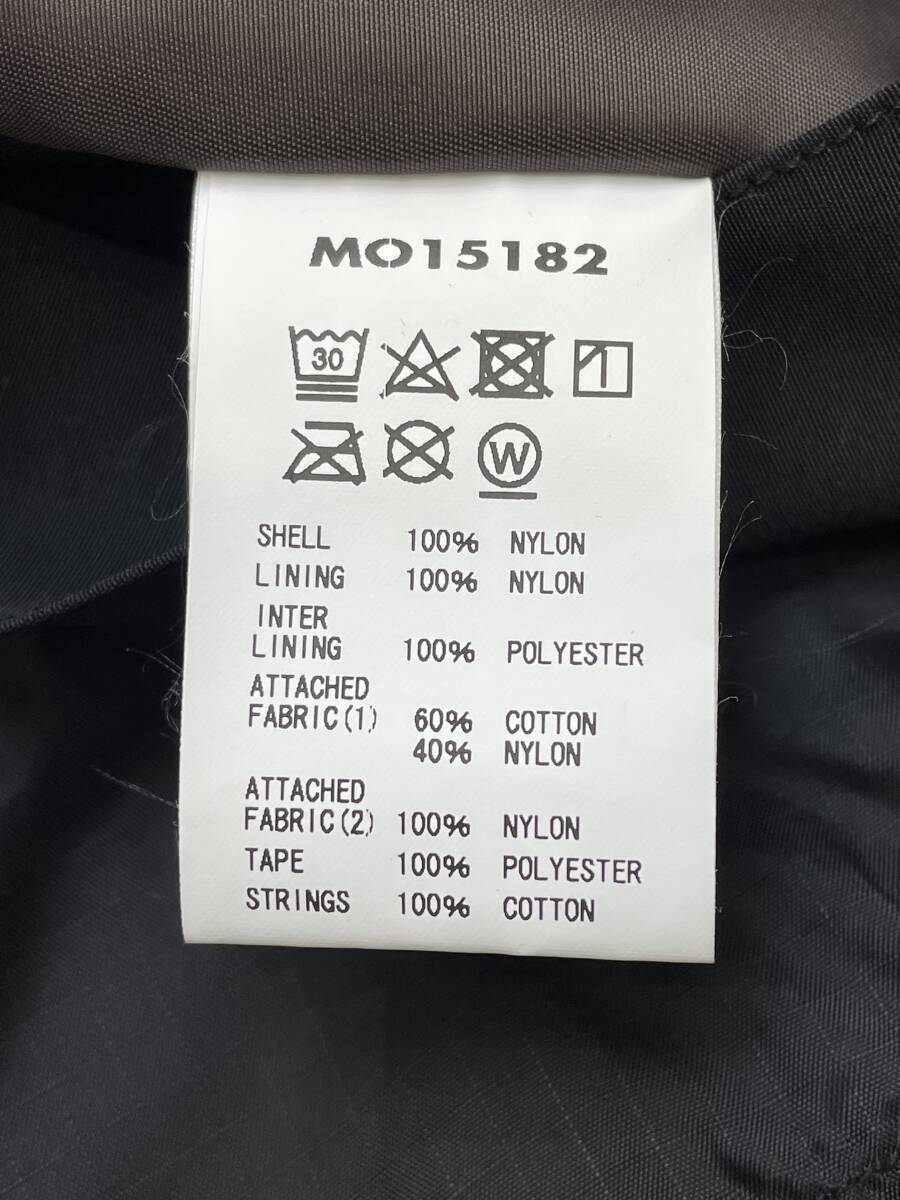 MO15182
30
W
SHELL 100% NYLON
LINING 100% NYLON
INTER
LINING 100% POLYESTER
ATTACHED
FABRIC(1) 60% COTTON
40% NYLON
ATTACHED
FABRIC(2) 100% NYLON
TAPE 100% POLYESTER
STRINGS 100% COTTON